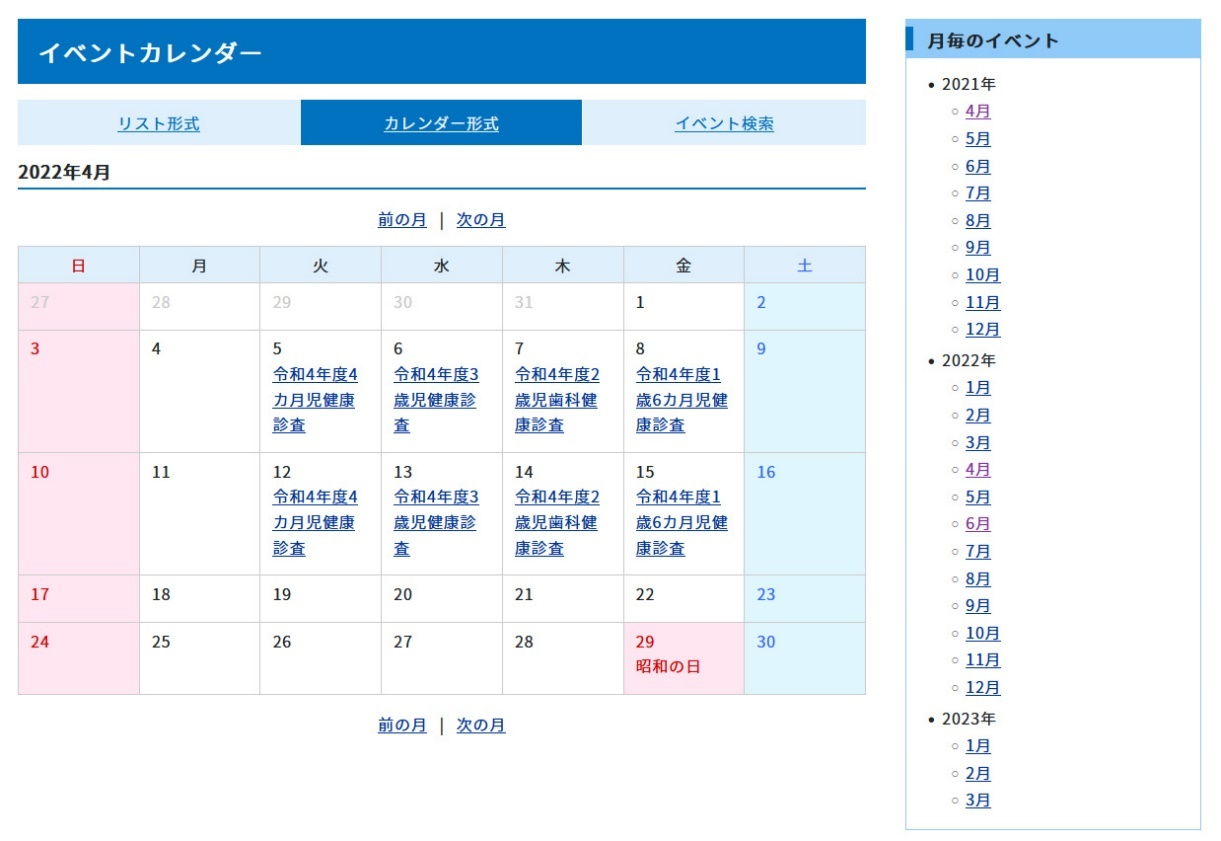 イベントカレンダー
リスト形式 カレンダー形式 イベント検索
2022年4月
前の月 | 次の月
日 月 火 水 木 金 土
27 28 29 30 31 1 2
3 4 5 6 7 8 9
令和4年度4 令和4年度3 令和4年度2 令和4年度1
カ月児健康 歳児健康診 歳児歯科健 歳6カ月児健
診査 査 康診査 康診査
10 11 12 13 14 15 16
令和4年度4 令和4年度3 令和4年度2 令和4年度1
カ月児健康 歳児健康診 歳児歯科健 歳6カ月児健
診査 査 康診査 康診査
17 18 19 20 21 22 23
24 25 26 27 28 29 30
昭和の日
前の月 | 次の月
月毎のイベント
2021年
4月
5月
6月
7月
8月
9月
10月
11月
12月
2022年
1月
2月
3月
4月
5月
6月
7月
8月
9月
10月
11月
12月
2023年
1月
2月
3月